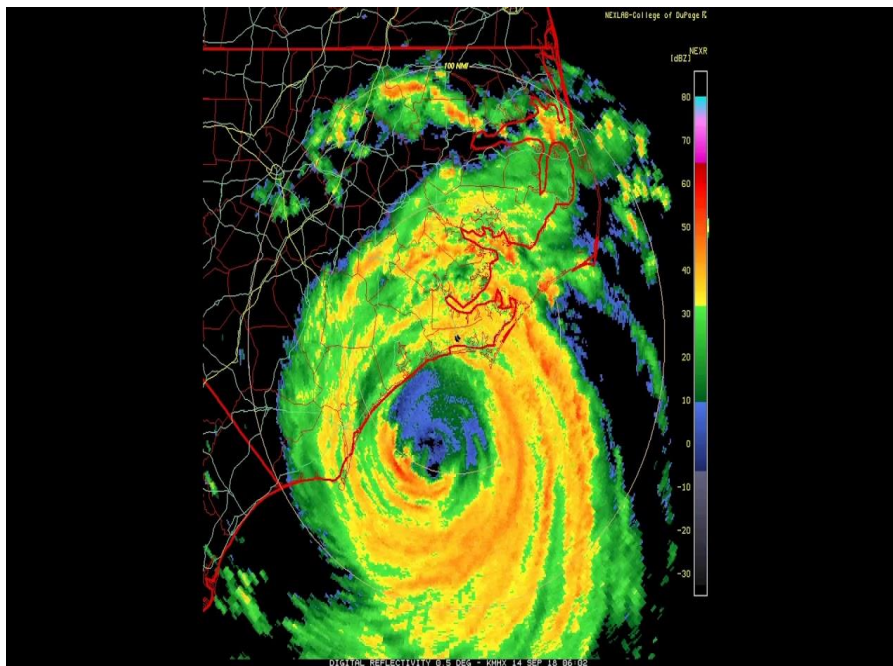 NEXLAB-College of DuPage
NEXR
[dBZ]
100 NMI
80
70
60
50
40
30
20
10
0
-10
-20
-30
DIGITAL REFLECTIVITY 0.5 DEG - KMHX 14 SEP 18 06:02